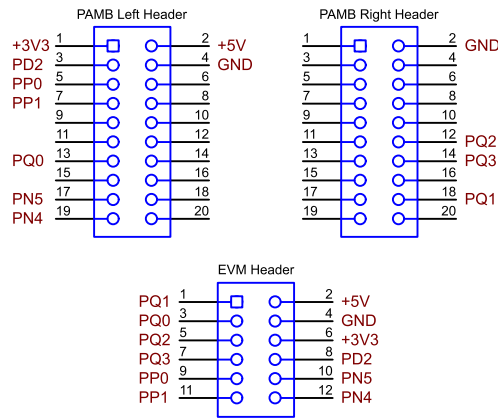 PAMB Left Header PAMB Right Header
+3V3 1 2 +5V 1 2 GND
PD2 3 4 GND 3 4
PP0 5 6 5 6
PP1 7 8 7 8
9 10 9 10
11 12 11 12 PQ2
PQ0 13 14 13 14 PQ3
15 16 15 16
PN5 17 18 17 18 PQ1
PN4 19 20 19 20
EVM Header
PQ1 1 2 +5V
PQ0 3 4 GND
PQ2 5 6 +3V3
PQ3 7 8 PD2
PP0 9 10 PN5
PP1 11 12 PN4